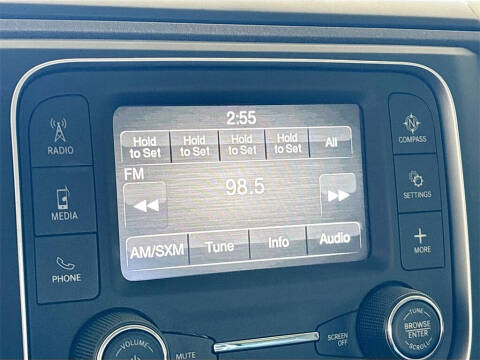 2:55
Hold to Set
Hold to Set
Hold to Set
Hold to Set
All
FM
98.5
AM/SXM
Tune
Info
Audio
RADIO
MEDIA
PHONE
N
COMPASS
SETTINGS
MORE
VOLUME
MUTE
SCREEN
OFF
TUNE
BROWSE
ENTER
SCROLL